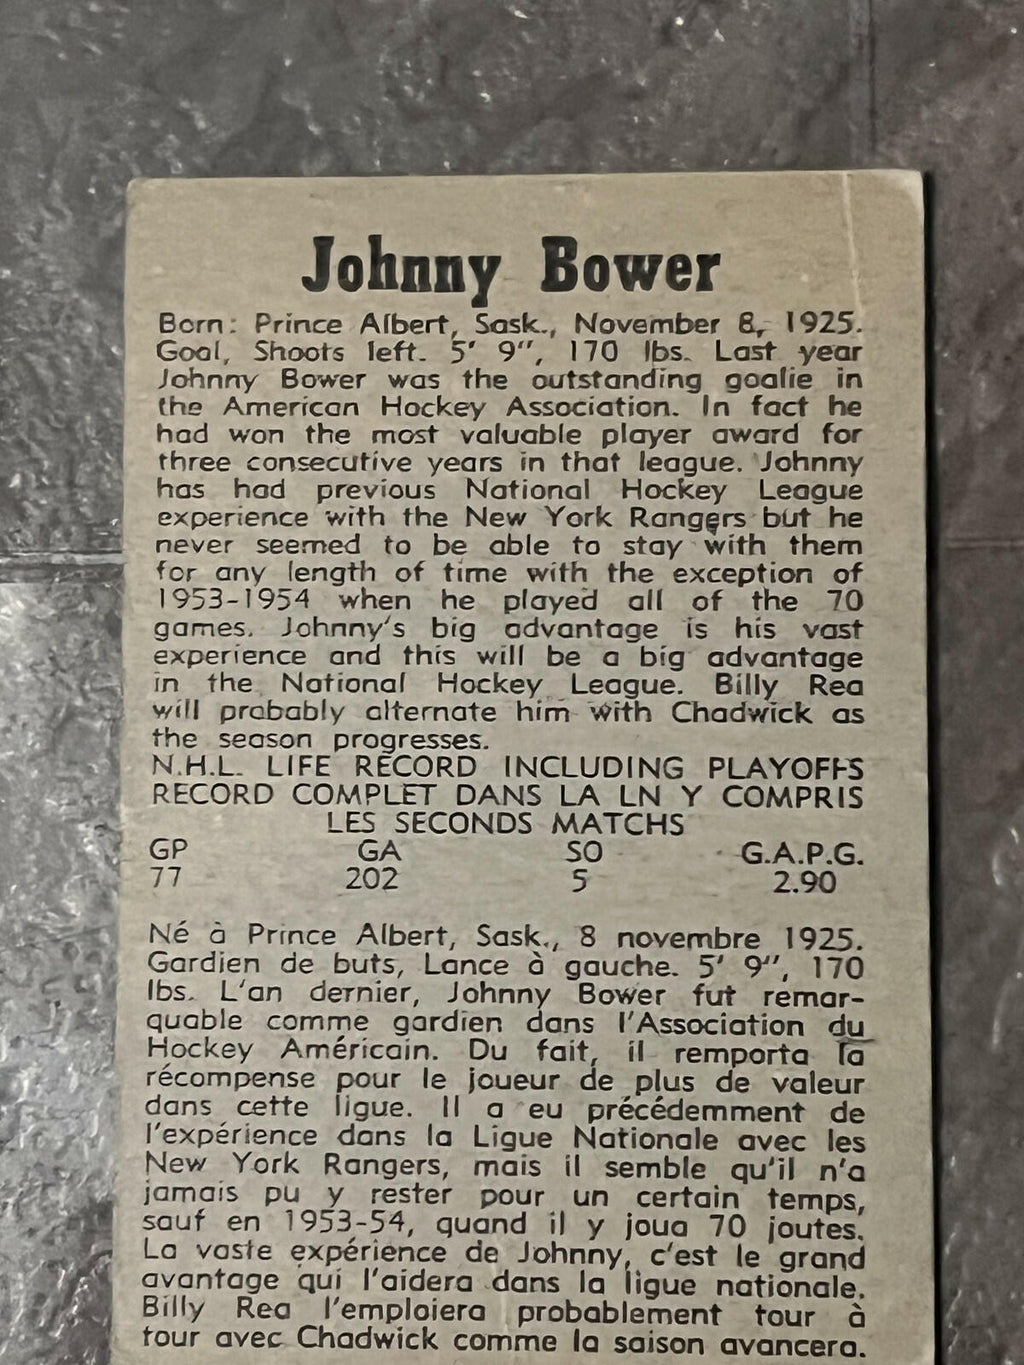 Johnny Bower
Born: Prince Albert, Sask., November 8, 1925.
Goal, Shoots left. 5' 9", 170 lbs. Last year
Johnny Bower was the outstanding goalie in
the American Hockey Association. In fact he
had won the most valuable player award for
three consecutive years in that league. Johnny
has had previous National Hockey League
experience with the New York Rangers but he
never seemed to be able to stay with them
for any length of time with the exception of
1953-1954 when he played all of the 70
games. Johnny's big advantage is his vast
experience and this will be a big advantage
in the National Hockey League. Billy Rea
will probably alternate him with Chadwick as
the season progresses.
N.H.L. LIFE RECORD INCLUDING PLAYOFFS
RECORD COMPLET DANS LA LN Y COMPRIS
LES SECONDS MATCHS
GP GA SO G.A.P.G.
77 202 5 2.90
Né à Prince Albert, Sask., 8 novembre 1925.
Gardien de buts, Lance à gauche. 5' 9", 170
lbs. L'an dernier, Johnny Bower fut remar-
quable comme gardien dans l'Association du
Hockey Américain. Du fait, il remporta la
récompense pour le joueur de plus de valeur
dans cette ligue. Il a eu précédemment de
l'expérience dans la Ligue Nationale avec les
New York Rangers, mais il semble qu'il n'a
jamais pu y rester pour un certain temps,
sauf en 1953-54, quand il y joua 70 joutes.
La vaste expérience de Johnny, c'est le grand
avantage qui l'aidera dans la ligue nationale.
Billy Rea l'emploiera probablement tour à
tour avec Chadwick comme la saison avancera.